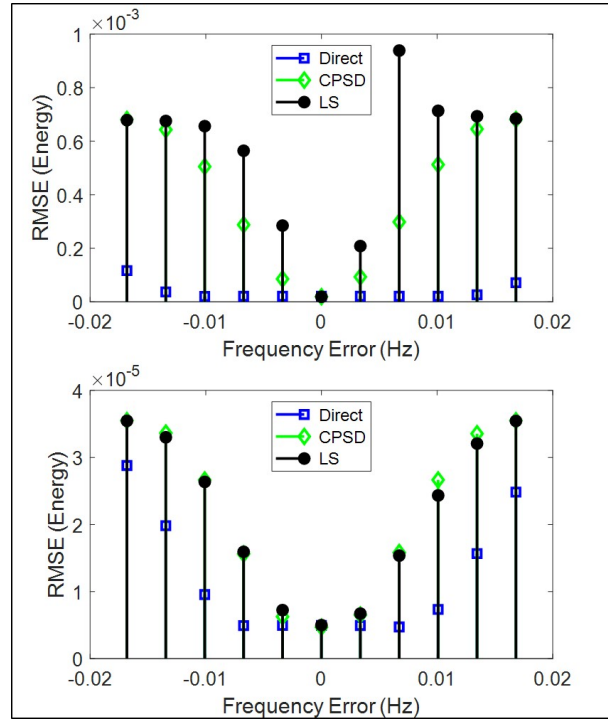 ×10⁻³
1
0.8
0.6
0.4
0.2
0
RMSE (Energy)
Direct
CPSD
LS
-0.02
-0.01
0
0.01
0.02
Frequency Error (Hz)
×10⁻⁵
4
3
2
1
0
RMSE (Energy)
Direct
CPSD
LS
-0.02
-0.01
0
0.01
0.02
Frequency Error (Hz)